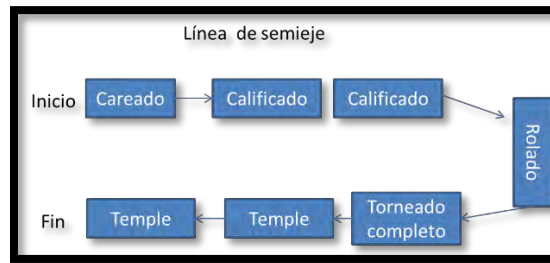 Línea de semieje
Inicio
Careado
Calificado
Calificado
Rolado
Torneado
completo
Temple
Temple
Fin